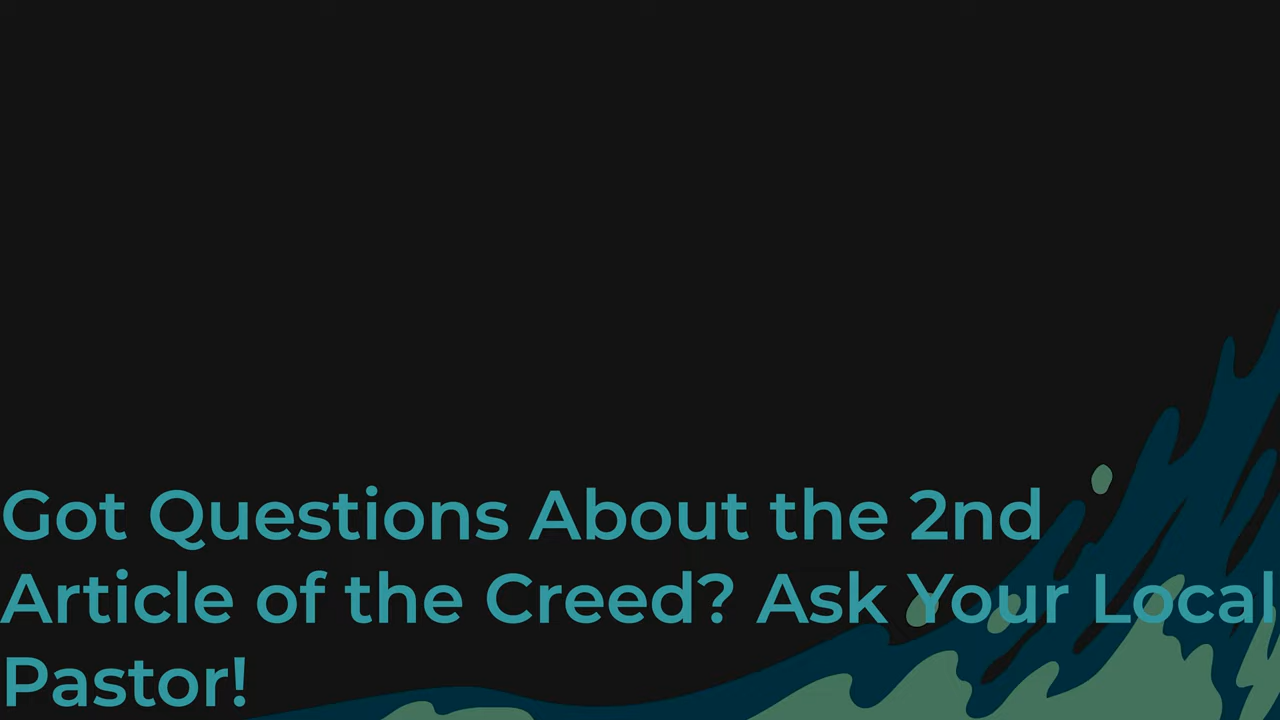 Got Questions About the 2nd
Article of the Creed? Ask Your Local
Pastor!